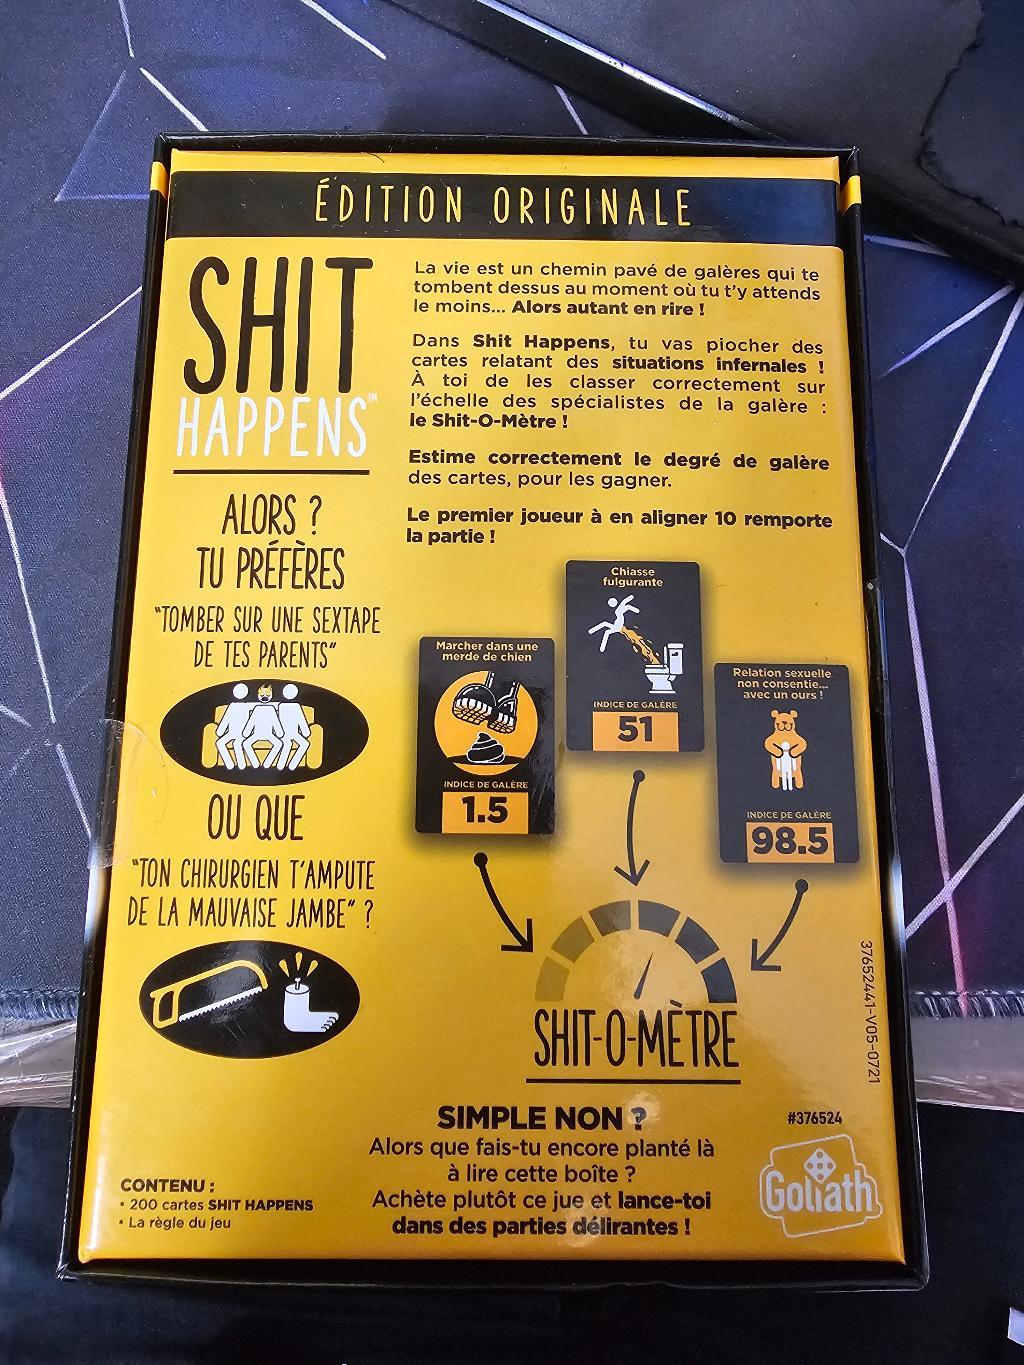 ÉDITION ORIGINALE
SHIT
HAPPENS™
La vie est un chemin pavé de galères qui te
tombent dessus au moment où tu t'y attends
le moins... Alors autant en rire !
Dans Shit Happens, tu vas piocher des
cartes relatant des situations infernales !
À toi de les classer correctement sur
l'échelle des spécialistes de la galère :
le Shit-O-Mètre !
Estime correctement le degré de galère
des cartes, pour les gagner.
Le premier joueur à en aligner 10 remporte
la partie !
ALORS ?
TU PRÉFÈRES
"TOMBER SUR UNE SEXTAPE
DE TES PARENTS"
OU QUE
"TON CHIRURGIEN T'AMPUTE
DE LA MAUVAISE JAMBE" ?
Marcher dans une
merde de chien
INDICE DE GALÈRE
1.5
Chiasse
fulgurante
INDICE DE GALÈRE
51
Relation sexuelle
non consentie...
avec un ours !
INDICE DE GALÈRE
98.5
SHIT-O-MÈTRE
37652441-V05-0721
SIMPLE NON ?
Alors que fais-tu encore planté là
à lire cette boîte ?
Achète plutôt ce jue et lance-toi
dans des parties délirantes !
CONTENU :
• 200 cartes SHIT HAPPENS
• La règle du jeu
#376524
Goliath